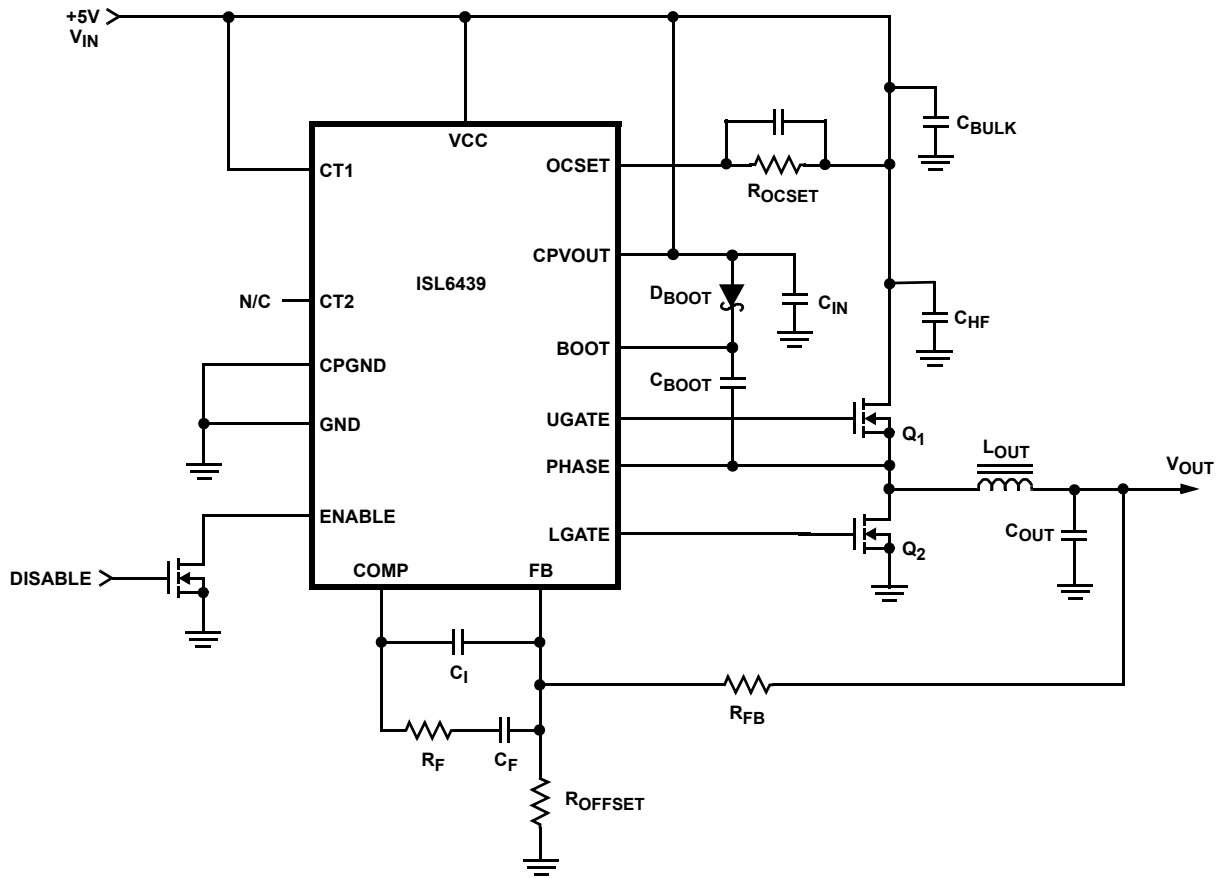 +5V
VIN
CBULK
VCC
CT1
OCSET
ROCSET
CPVOUT
ISL6439
DBOOT
N/C
CT2
CIN
CHF
BOOT
CPGND
CBOOT
UGATE
GND
Q1
LOUT
PHASE
VOUT
ENABLE
LGATE
COUT
Q2
COMP
FB
DISABLE
CI
RFB
RF
CF
ROFFSET